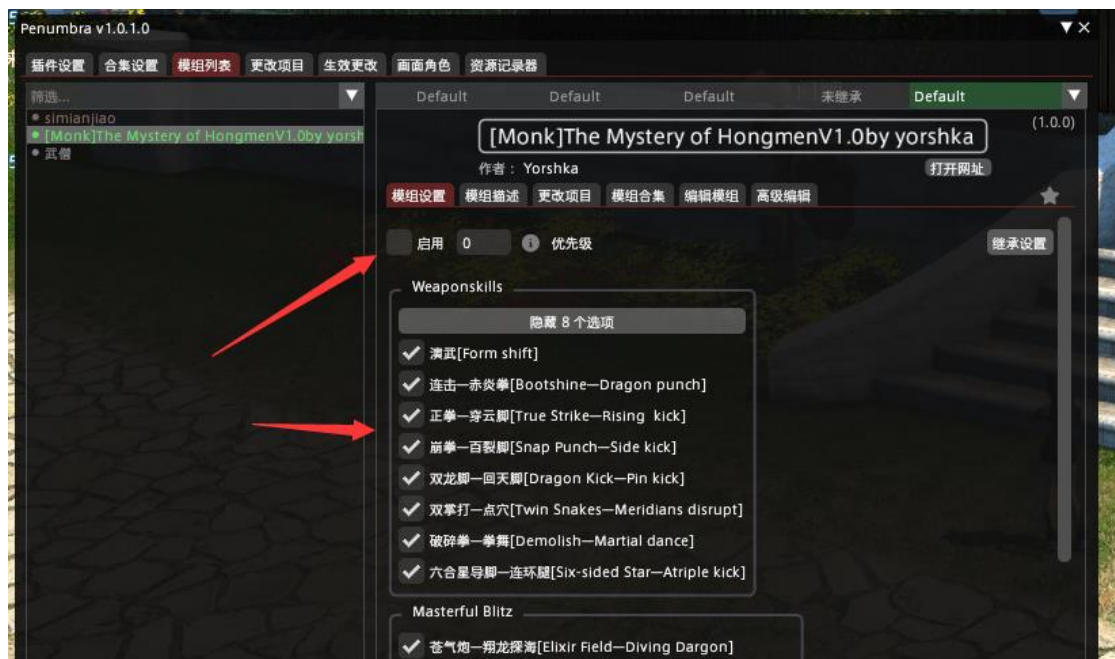 Penumbra v1.0.1.0
插件设置 合集设置 模组列表 更改项目 生效更改 画面角色 资源记录器
筛选...
simianjiao
[Monk]The Mystery of HongmenV1.0by yorsh
武僧
Default Default Default 未继承 Default
[Monk]The Mystery of HongmenV1.0by yorshka (1.0.0)
作者： Yorshka 打开网址
模组设置 模组描述 更改项目 模组合集 编辑模组 高级编辑
启用 0 优先级 继承设置
Weaponskills
隐藏 8 个选项
演武[Form shift]
连击—赤炎拳[Bootshine—Dragon punch]
正拳—穿云脚[True Strike—Rising  kick]
崩拳—百裂脚[Snap Punch—Side kick]
双龙脚—回天脚[Dragon Kick—Pin kick]
双掌打—点穴[Twin Snakes—Meridians disrupt]
破碎拳—拳舞[Demolish—Martial dance]
六合星导脚—连环腿[Six-sided Star—Atriple kick]
Masterful Blitz
苍气炮—翔龙探海[Elixir Field—Diving Dargon]